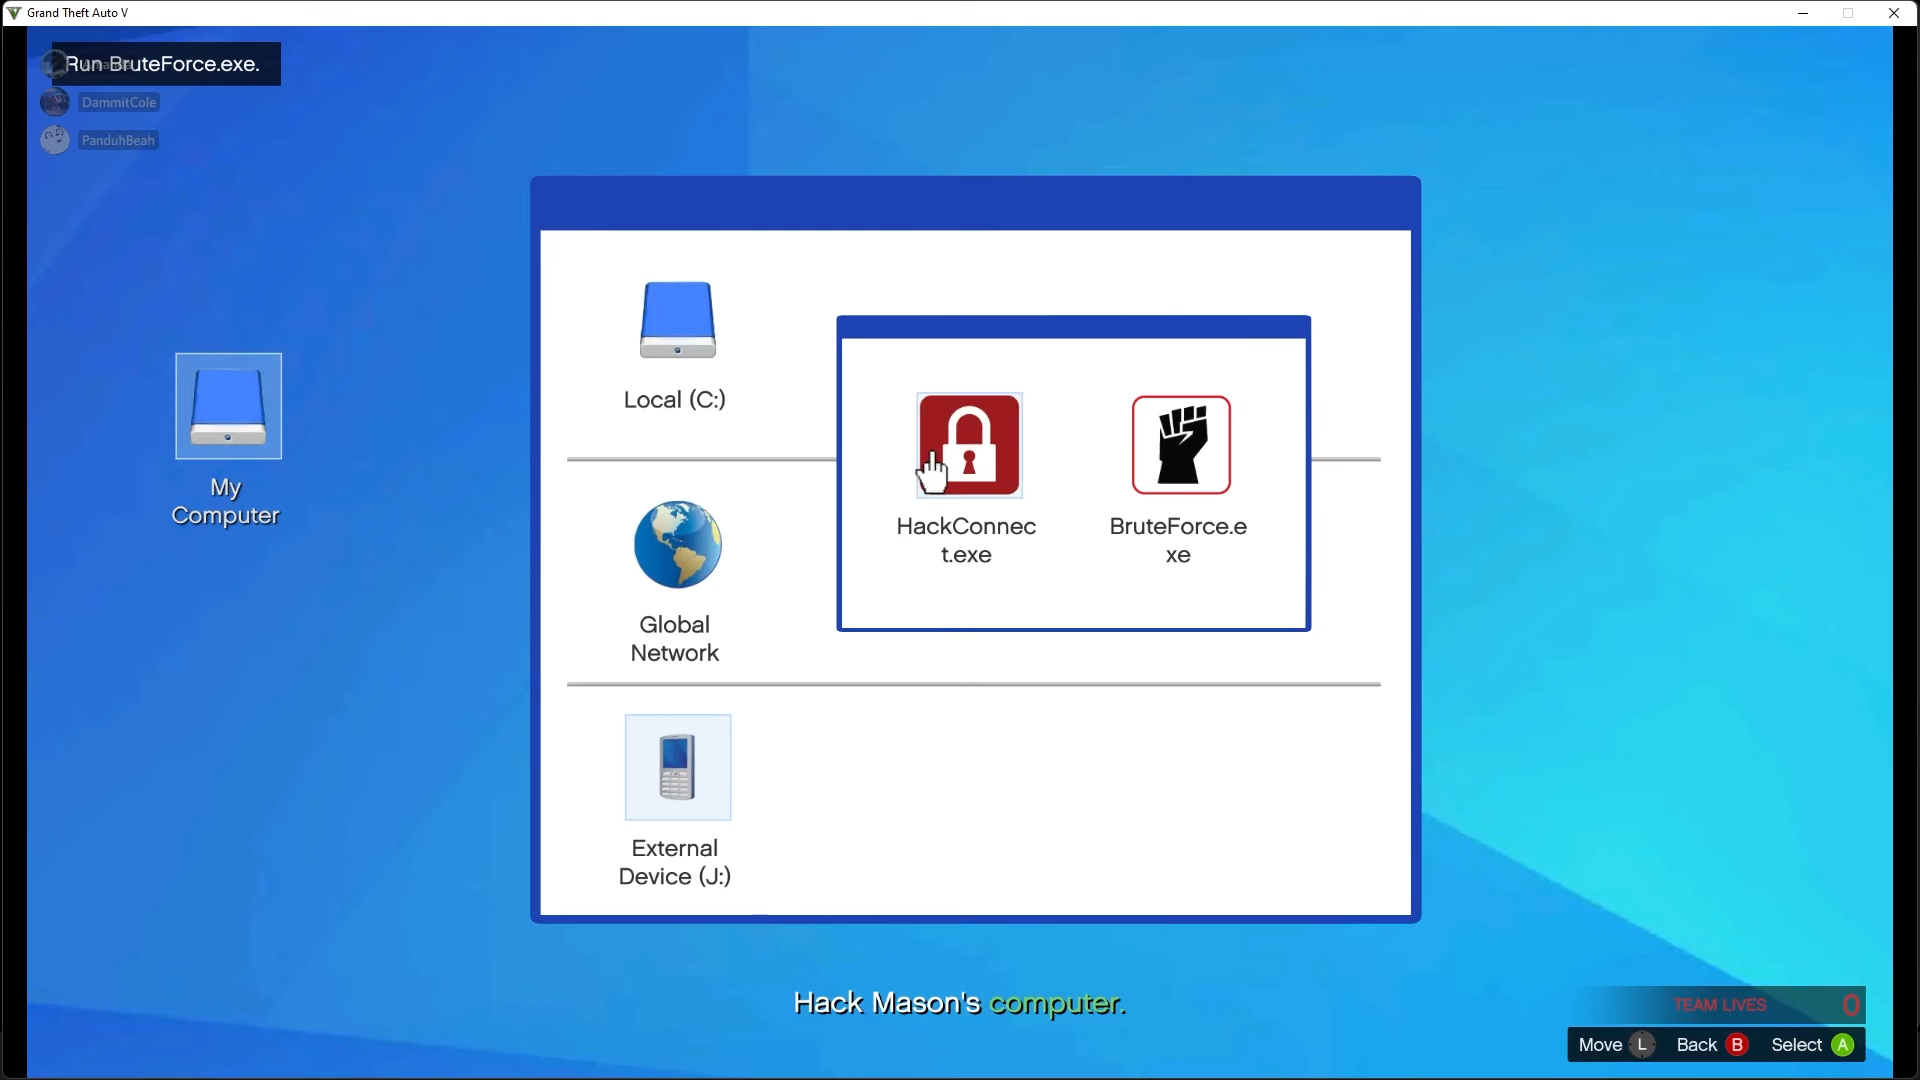 Grand Theft Auto V
Run BruteForce.exe.
DammitCole
PanduhBeah
Local (C:)
My
Computer
HackConnec
t.exe
BruteForce.e
xe
Global
Network
External
Device (J:)
Hack Mason's computer.
TEAM LIVES 0
Move L Back B Select A